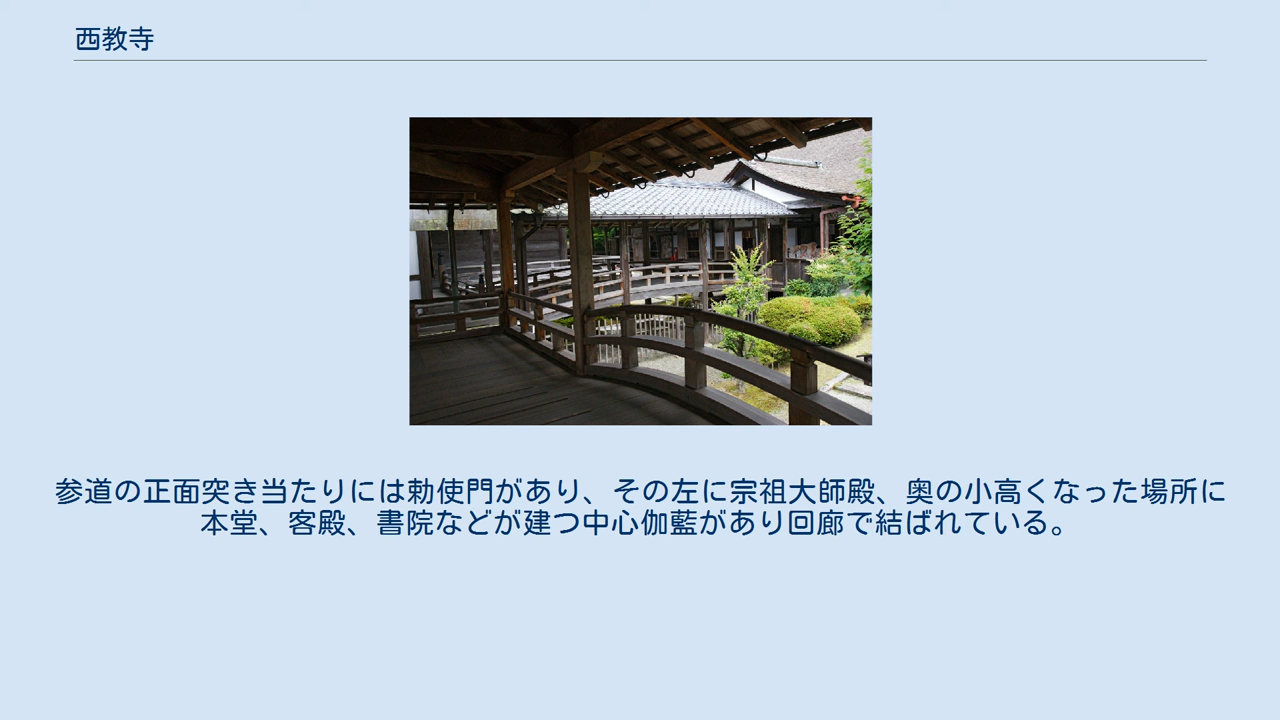 西教寺
参道の正面突き当たりには勅使門があり、その左に宗祖大師殿、奥の小高くなった場所に
本堂、客殿、書院などが建つ中心伽藍があり回廊で結ばれている。